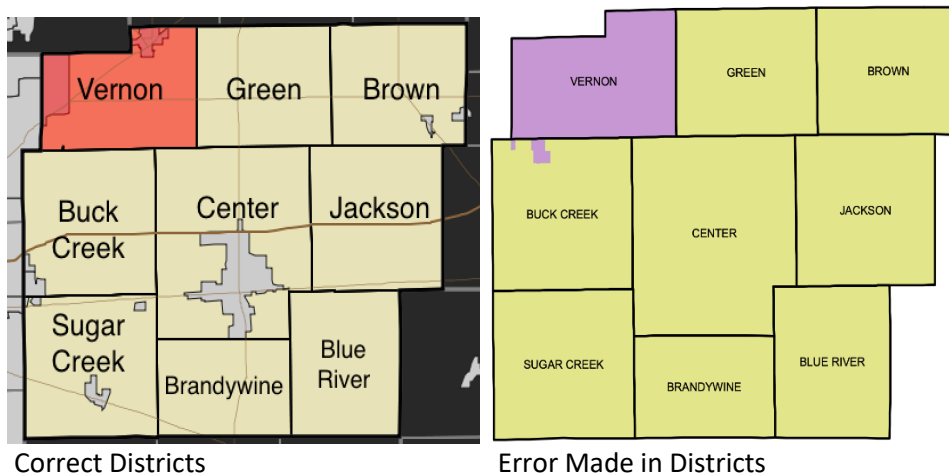 Vernon
Green
Brown
Buck
Creek
Center
Jackson
Sugar
Creek
Brandywine
Blue
River
Correct Districts
VERNON
GREEN
BROWN
BUCK CREEK
CENTER
JACKSON
SUGAR CREEK
BRANDYWINE
BLUE RIVER
Error Made in Districts